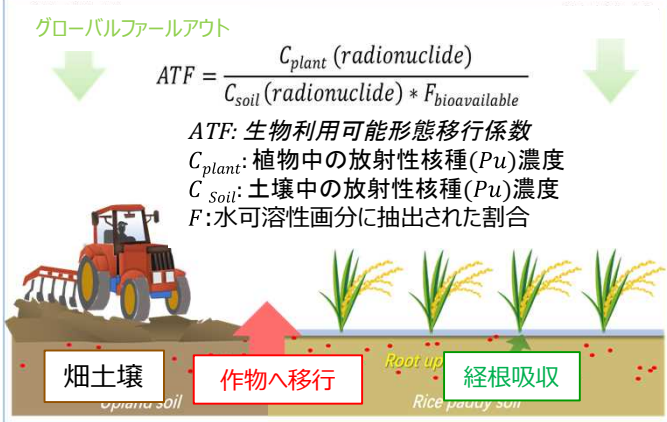 グローバルファールアウト
ATF = C_plant (radionuclide) / C_soil (radionuclide) * F_bioavailable
ATF: 生物利用可能形態移行係数
C_plant: 植物中の放射性核種(Pu)濃度
C_Soil: 土壌中の放射性核種(Pu)濃度
F:水可溶性画分に抽出された割合
畑土壌
作物へ移行
Root up
経根吸収
Upland soil
Rice paddy soil